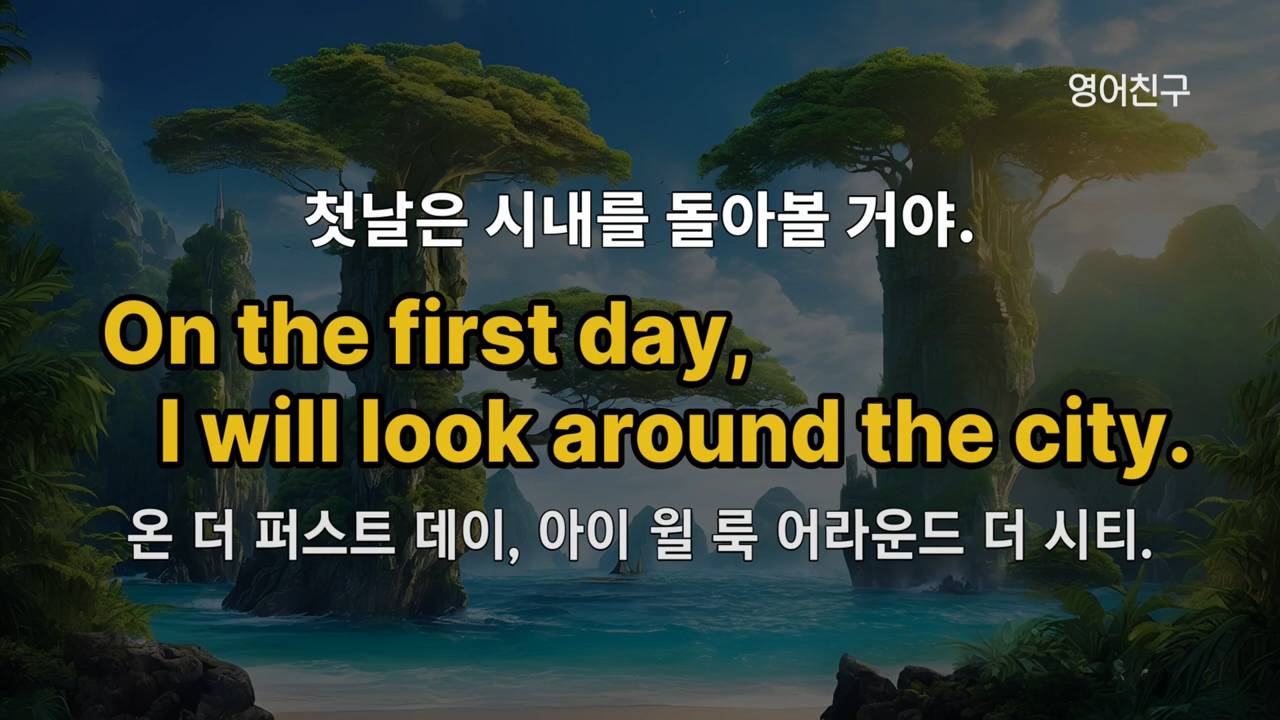 영어친구
첫날은 시내를 돌아볼 거야.
On the first day,
I will look around the city.
온 더 퍼스트 데이, 아이 윌 룩 어라운드 더 시티.